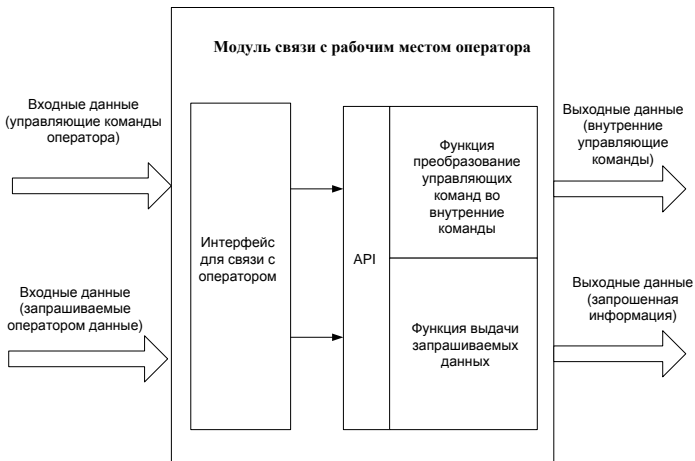 Модуль связи с рабочим местом оператора
Входные данные
(управляющие команды
оператора)
Входные данные
(запрашиваемые
оператором данные)
Интерфейс
для связи с
оператором
API
Функция
преобразование
управляющих
команд во
внутренние
команды
Функция выдачи
запрашиваемых
данных
Выходные данные
(внутренние
управляющие
команды)
Выходные данные
(запрошенная
информация)